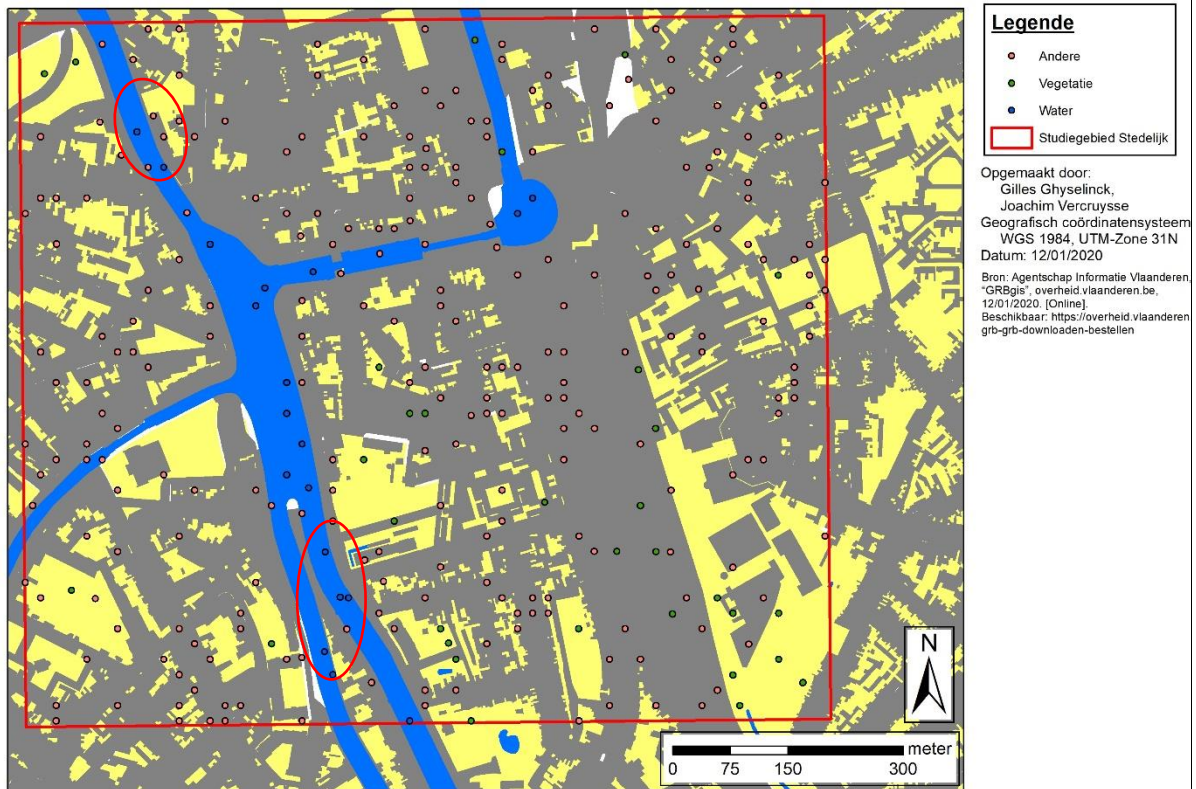 Legende
Andere
Vegetatie
Water
Studiegebied Stedelijk
Opgemaakt door:
Gilles Ghyselinck,
Joachim Vercruysse
Geografisch coördinatensysteem
WGS 1984, UTM-Zone 31N
Datum: 12/01/2020
Bron: Agentschap Informatie Vlaanderen,
“GRBgis”, overheid.vlaanderen.be,
12/01/2020. [Online].
Beschikbaar: https://overheid.vlaanderen
grb-grb-downloaden-bestellen
N
meter
0 75 150 300